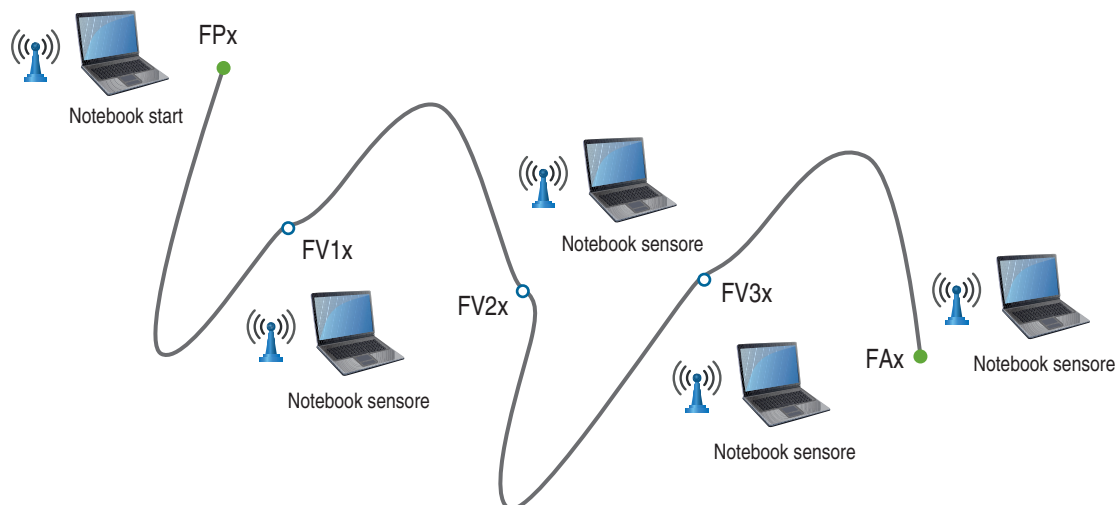 FPx
Notebook start
FV1x
Notebook sensore
FV2x
Notebook sensore
FV3x
Notebook sensore
FAx
Notebook sensore